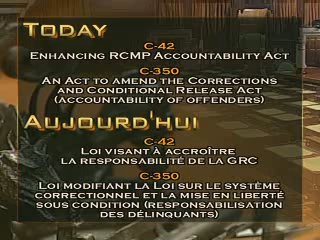 Today
C-42
Enhancing RCMP Accountability Act
C-350
An Act to amend the Corrections
and Conditional Release Act
(accountability of offenders)
Aujourd'hui
C-42
Loi visant à accroître
la responsabilité de la GRC
C-350
Loi modifiant la Loi sur le système
correctionnel et la mise en liberté
sous condition (responsabilisation
des délinquants)